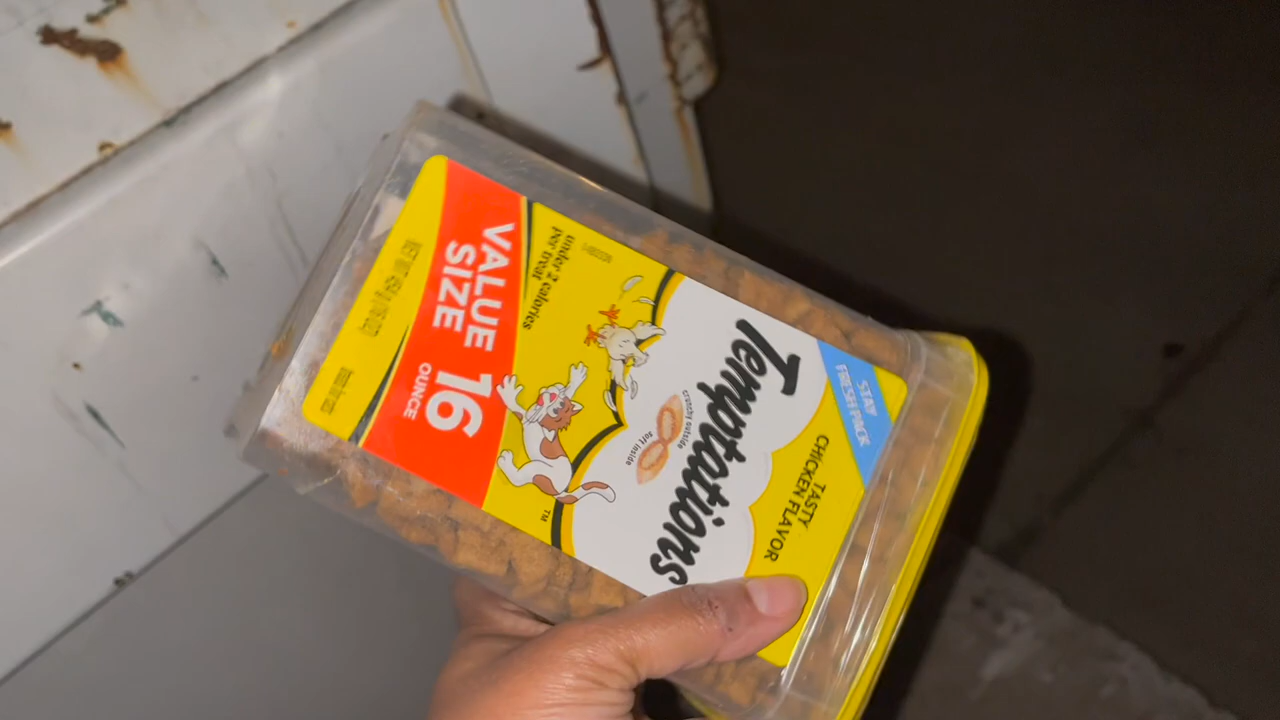 STAY
FRESH PACK
TASTY
CHICKEN FLAVOR
Temptations
crunchy outside
soft inside
under 2 calories
per treat
VALUE
SIZE
16
OUNCE
TM